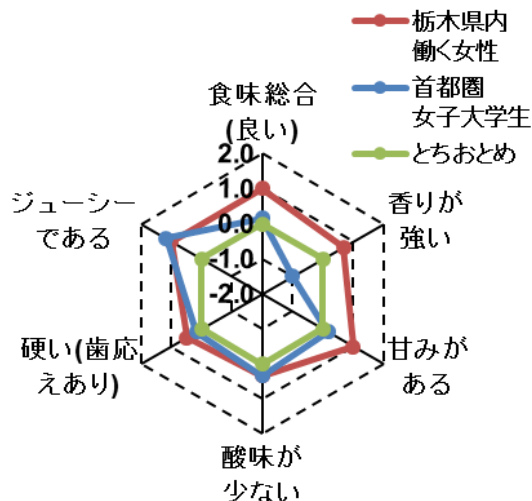 栃木県内
働く女性
首都圏
女子大学生
とちおとめ
食味総合
(良い)
2.0
1.0
0.0
-1.0
-2.0
香りが
強い
甘みが
ある
酸味が
少ない
硬い(歯応
えあり)
ジューシー
である